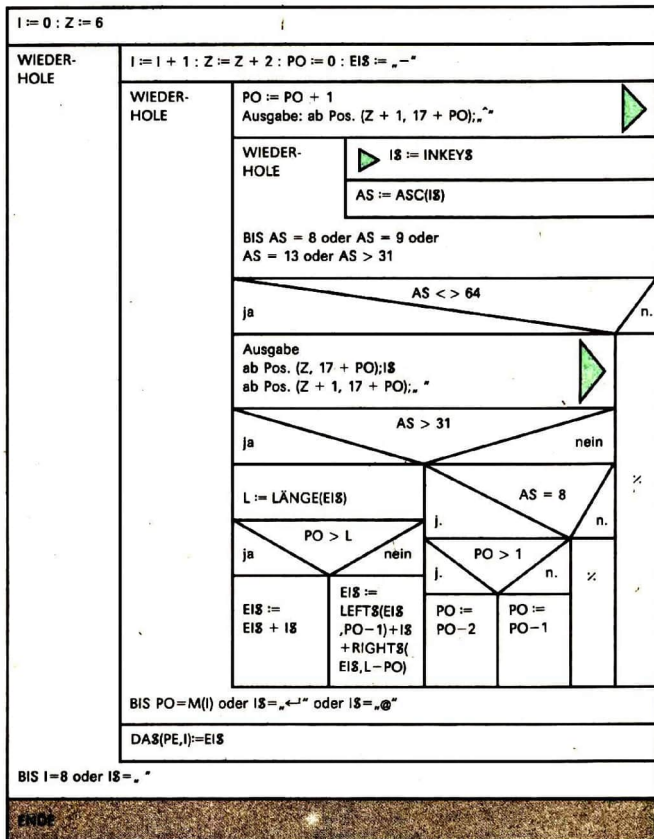 I := 0 : Z := 6
WIEDER-
HOLE
I := I + 1 : Z := Z + 2 : PO := 0 : EI$ := „–“
WIEDER-
HOLE
PO := PO + 1
Ausgabe: ab Pos. (Z + 1, 17 + PO);„^“
WIEDER-
HOLE
I$ := INKEY$
AS := ASC(I$)
BIS AS = 8 oder AS = 9 oder
AS = 13 oder AS > 31
AS < > 64
ja
n.
Ausgabe
ab Pos. (Z, 17 + PO);I$
ab Pos. (Z + 1, 17 + PO);„ “
AS > 31
ja
nein
%
L := LÄNGE(EI$)
AS = 8
j.
n.
PO > L
ja
nein
PO > 1
j.
n.
%
EI$ :=
EI$ + I$
EI$ :=
LEFT$(EI$
,PO–1)+I$
+RIGHT$(
EI$,L–PO)
PO :=
PO–2
PO :=
PO–1
BIS PO=M(I) oder I$=„↵“ oder I$=„@“
DA$(PE,I):=EI$
BIS I=8 oder I$=„ “
ENDE